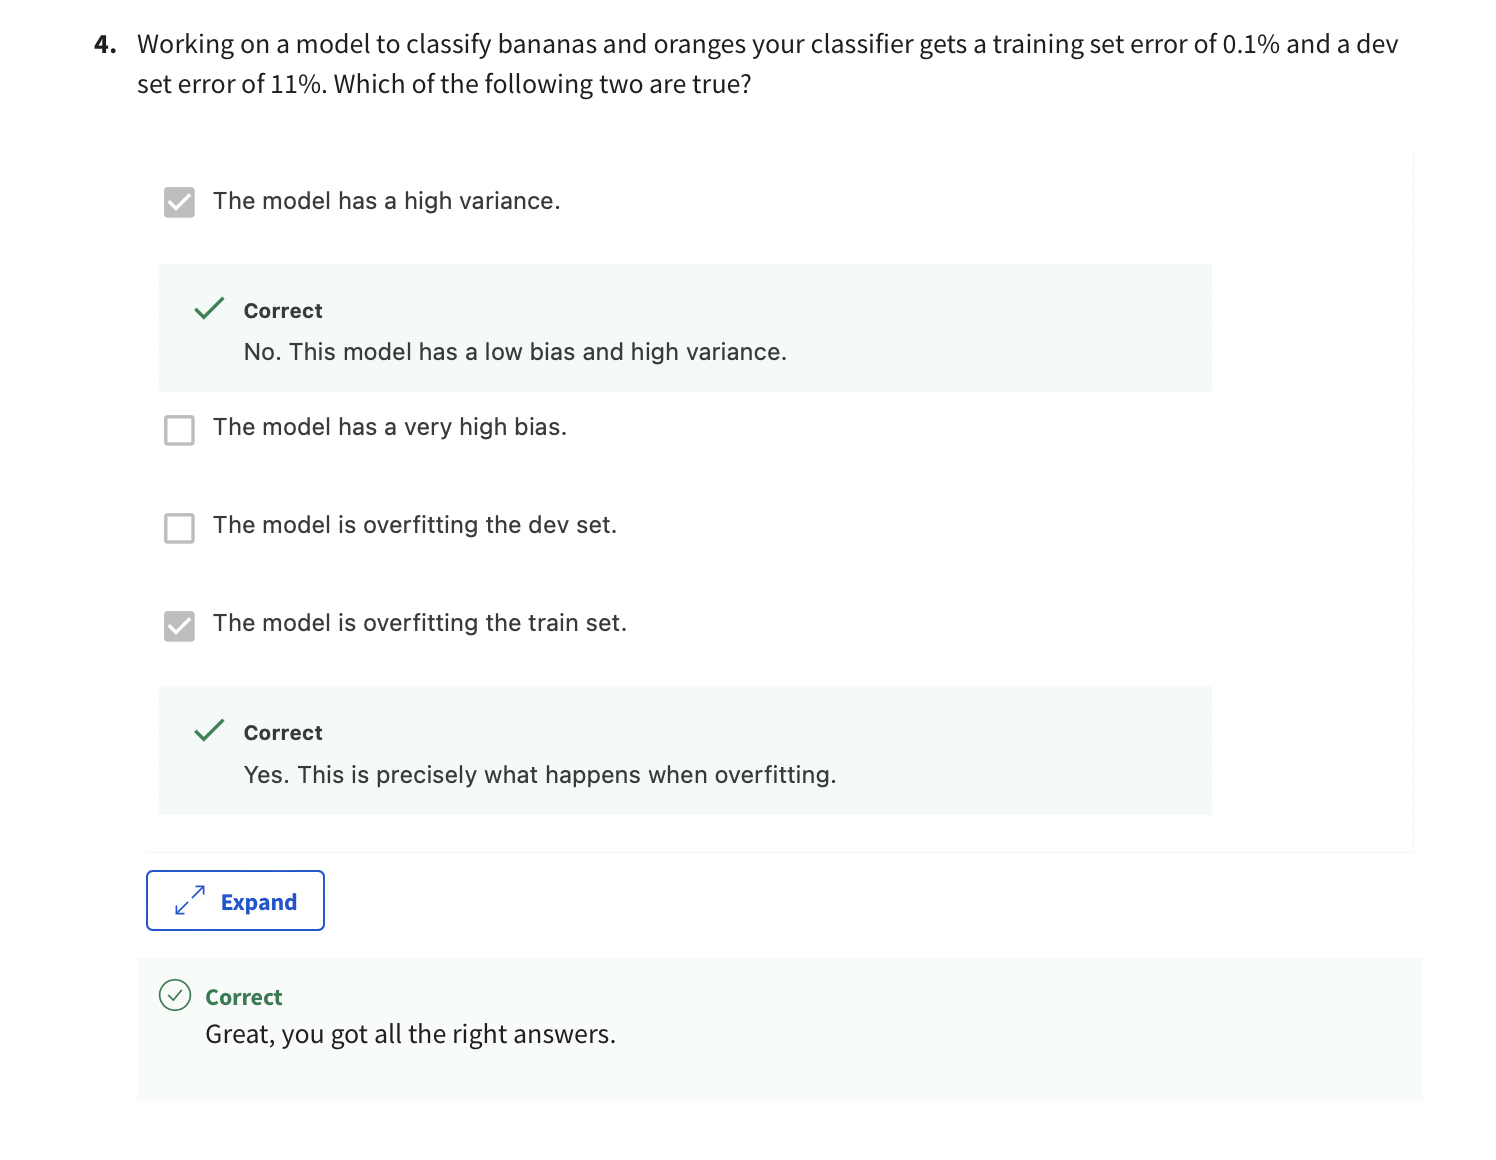 4. Working on a model to classify bananas and oranges your classifier gets a training set error of 0.1% and a dev
set error of 11%. Which of the following two are true?
The model has a high variance.
Correct
No. This model has a low bias and high variance.
The model has a very high bias.
The model is overfitting the dev set.
The model is overfitting the train set.
Correct
Yes. This is precisely what happens when overfitting.
Expand
Correct
Great, you got all the right answers.